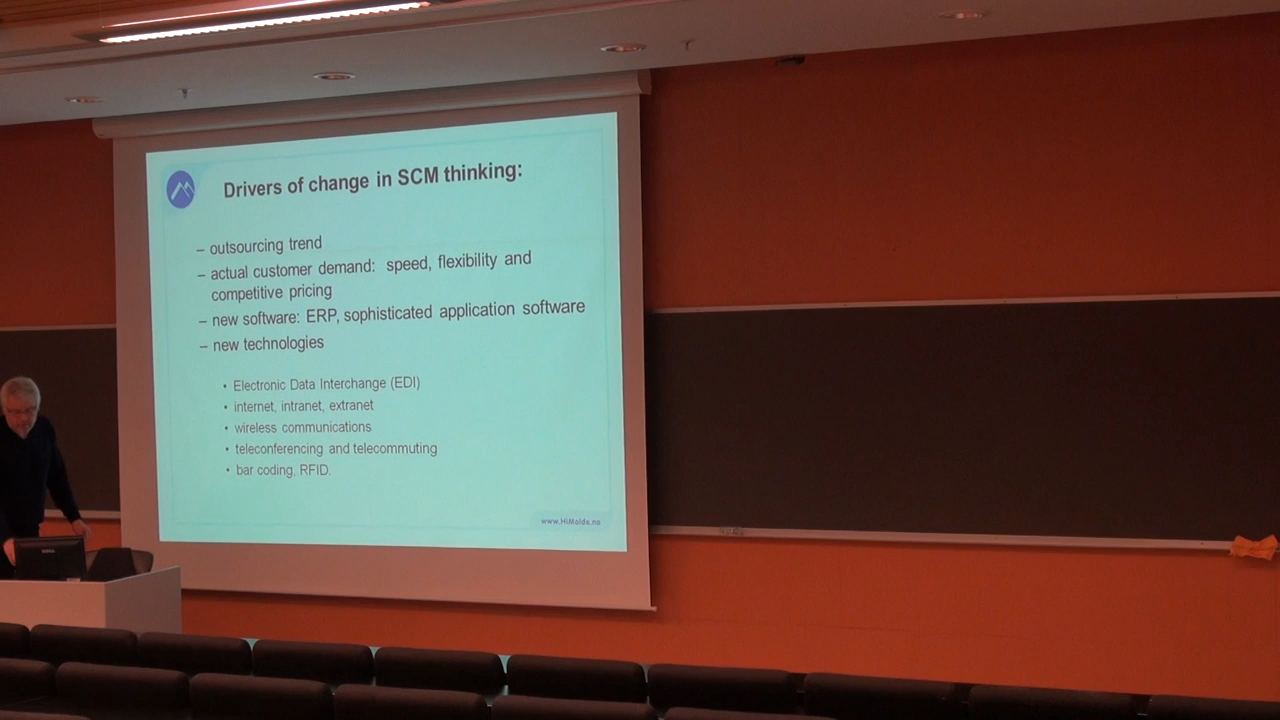 Drivers of change in SCM thinking:
– outsourcing trend
– actual customer demand: speed, flexibility and
competitive pricing
– new software: ERP, sophisticated application software
– new technologies
• Electronic Data Interchange (EDI)
• internet, intranet, extranet
• wireless communications
• teleconferencing and telecommuting
• bar coding, RFID.
www.HiMolde.no
DELL